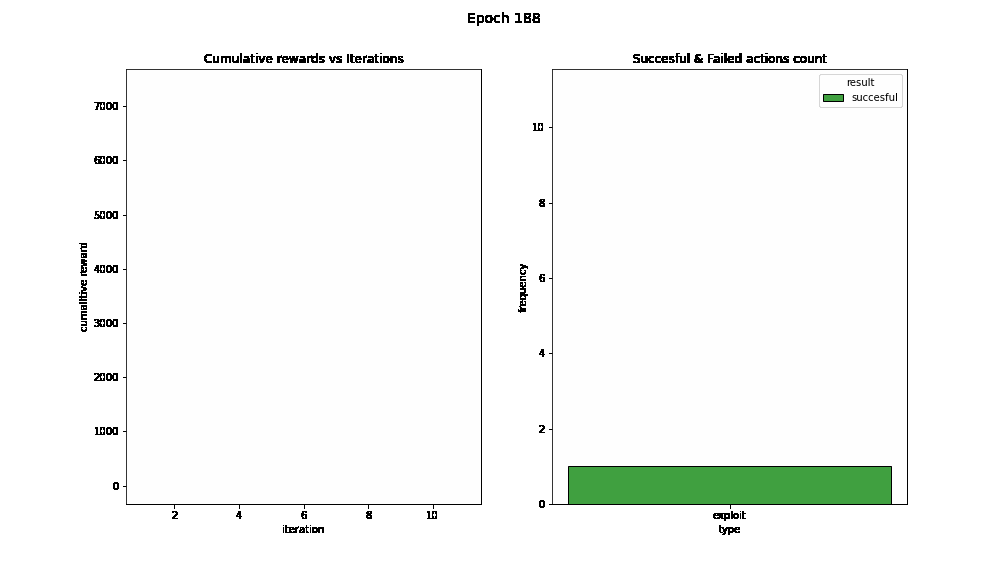 Epoch 188
Cumulative rewards vs Iterations
7000
6000
5000
4000
3000
2000
1000
0
cumalitive reward
2 4 6 8 10
iteration
Succesful & Failed actions count
result
succesful
10
8
6
4
2
0
frequency
exploit
type